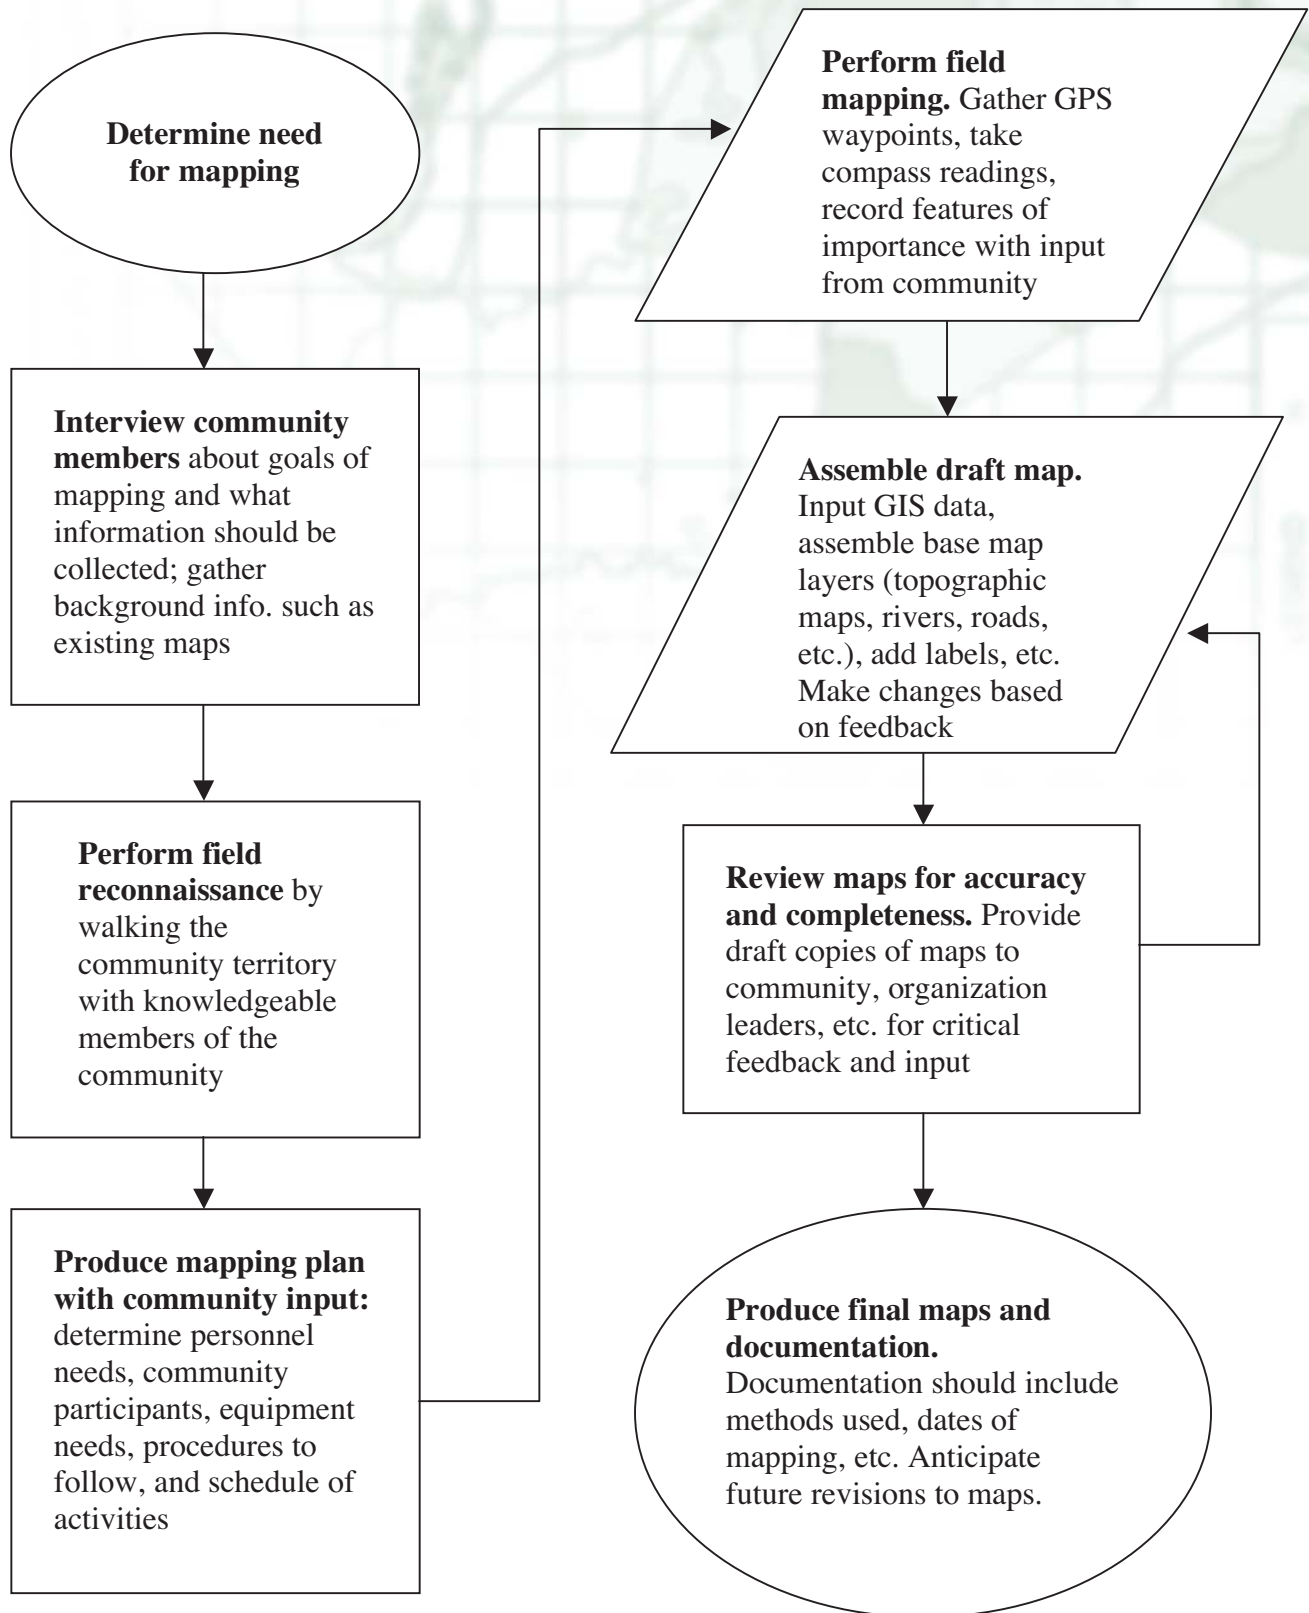 Determine need
for mapping
Interview community
members about goals of
mapping and what
information should be
collected; gather
background info. such as
existing maps
Perform field
reconnaissance by
walking the
community territory
with knowledgeable
members of the
community
Produce mapping plan
with community input:
determine personnel
needs, community
participants, equipment
needs, procedures to
follow, and schedule of
activities
Perform field
mapping. Gather GPS
waypoints, take
compass readings,
record features of
importance with input
from community
Assemble draft map.
Input GIS data,
assemble base map
layers (topographic
maps, rivers, roads,
etc.), add labels, etc.
Make changes based
on feedback
Review maps for accuracy
and completeness. Provide
draft copies of maps to
community, organization
leaders, etc. for critical
feedback and input
Produce final maps and
documentation.
Documentation should include
methods used, dates of
mapping, etc. Anticipate
future revisions to maps.